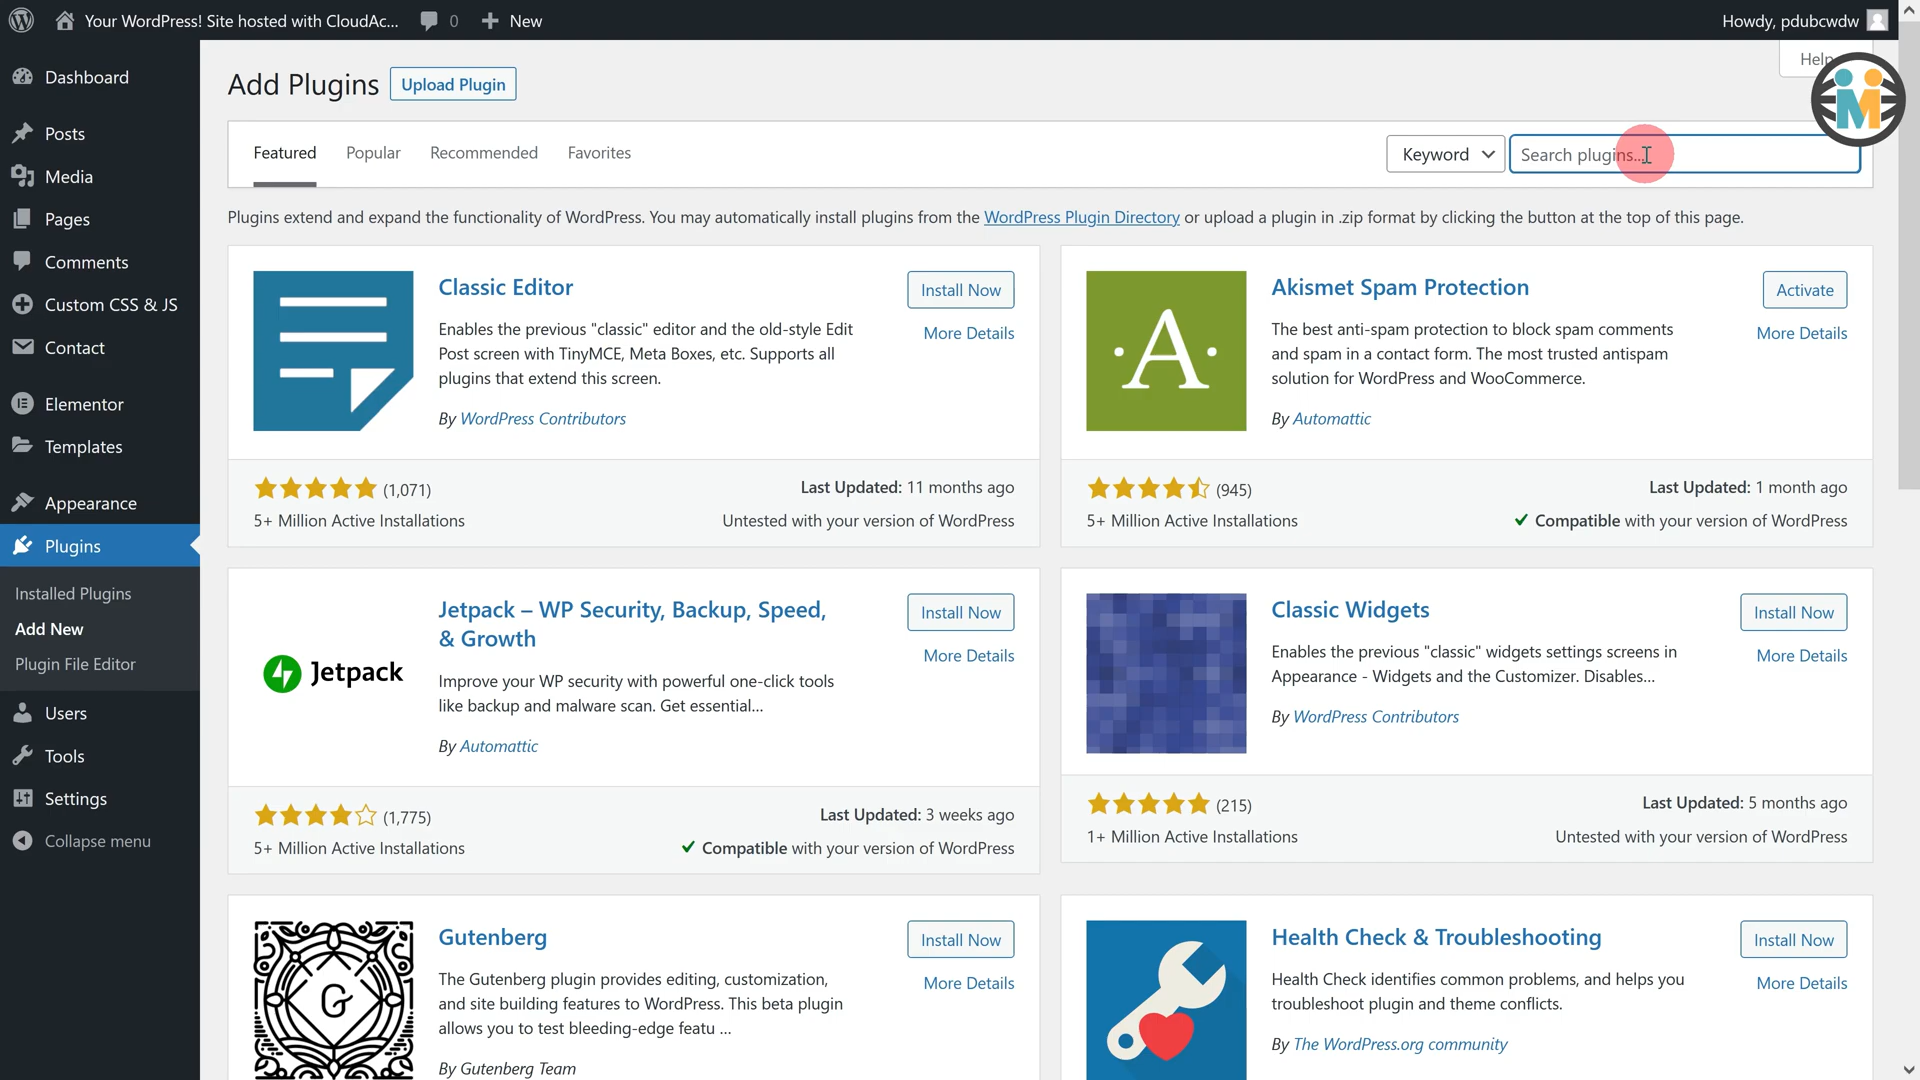 Your WordPress! Site hosted with CloudAc... 0 New
Howdy, pdubcwdw
Dashboard
Posts
Media
Pages
Comments
Custom CSS & JS
Contact
Elementor
Templates
Appearance
Plugins
Installed Plugins
Add New
Plugin File Editor
Users
Tools
Settings
Collapse menu
Help
M
Add Plugins Upload Plugin
Featured Popular Recommended Favorites
Keyword Search plugins...
Plugins extend and expand the functionality of WordPress. You may automatically install plugins from the WordPress Plugin Directory or upload a plugin in .zip format by clicking the button at the top of this page.
Classic Editor
Install Now
More Details
Enables the previous "classic" editor and the old-style Edit
Post screen with TinyMCE, Meta Boxes, etc. Supports all
plugins that extend this screen.
By WordPress Contributors
(1,071)
Last Updated: 11 months ago
5+ Million Active Installations
Untested with your version of WordPress
A
Akismet Spam Protection
Activate
More Details
The best anti-spam protection to block spam comments
and spam in a contact form. The most trusted antispam
solution for WordPress and WooCommerce.
By Automattic
(945)
Last Updated: 1 month ago
5+ Million Active Installations
Compatible with your version of WordPress
Jetpack
Jetpack – WP Security, Backup, Speed,
& Growth
Install Now
More Details
Improve your WP security with powerful one-click tools
like backup and malware scan. Get essential...
By Automattic
(1,775)
Last Updated: 3 weeks ago
5+ Million Active Installations
Compatible with your version of WordPress
Classic Widgets
Install Now
More Details
Enables the previous "classic" widgets settings screens in
Appearance - Widgets and the Customizer. Disables...
By WordPress Contributors
(215)
Last Updated: 5 months ago
1+ Million Active Installations
Untested with your version of WordPress
G
Gutenberg
Install Now
More Details
The Gutenberg plugin provides editing, customization,
and site building features to WordPress. This beta plugin
allows you to test bleeding-edge featu ...
By Gutenberg Team
Health Check & Troubleshooting
Install Now
More Details
Health Check identifies common problems, and helps you
troubleshoot plugin and theme conflicts.
By The WordPress.org community